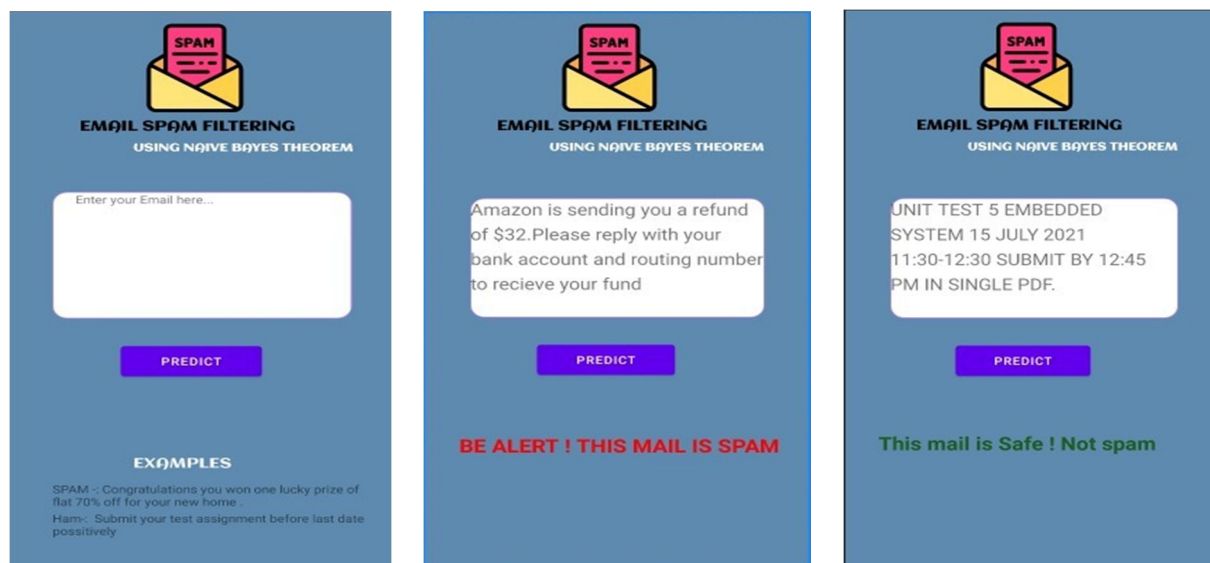 SPAM
EMAIL SPAM FILTERING
USING NAIVE BAYES THEOREM
Enter your Email here...
PREDICT
EXAMPLES
SPAM -: Congratulations you won one lucky prize of
flat 70% off for your new home .
Ham-: Submit your test assignment before last date
possitively
SPAM
EMAIL SPAM FILTERING
USING NAIVE BAYES THEOREM
Amazon is sending you a refund
of $32.Please reply with your
bank account and routing number
to recieve your fund
PREDICT
BE ALERT ! THIS MAIL IS SPAM
SPAM
EMAIL SPAM FILTERING
USING NAIVE BAYES THEOREM
UNIT TEST 5 EMBEDDED
SYSTEM 15 JULY 2021
11:30-12:30 SUBMIT BY 12:45
PM IN SINGLE PDF.
PREDICT
This mail is Safe ! Not spam